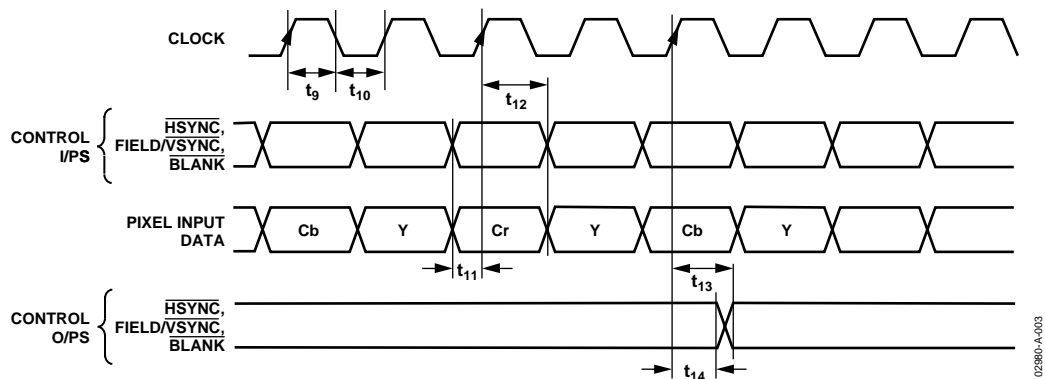 CLOCK
t9
t10
t12
CONTROL
I/PS
HSYNC,
FIELD/VSYNC,
BLANK
PIXEL INPUT
DATA
Cb
Y
Cr
Y
Cb
Y
t11
t13
CONTROL
O/PS
HSYNC,
FIELD/VSYNC,
BLANK
t14
02980-A-003